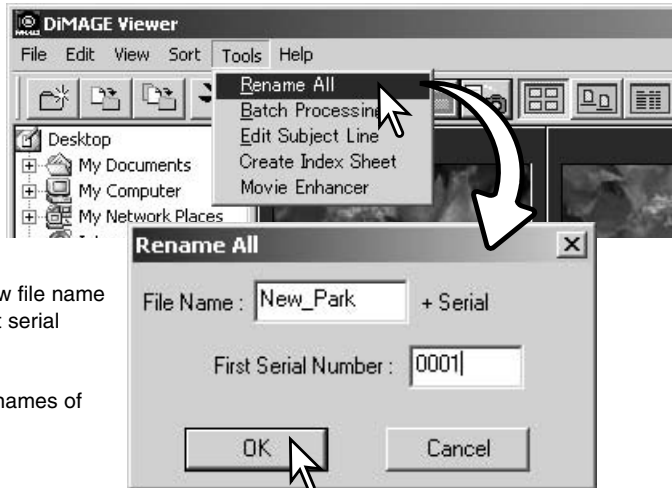 DiMAGE Viewer
File Edit View Sort Tools Help
Rename All
Batch Processing
Edit Subject Line
Create Index Sheet
Movie Enhancer
Desktop
My Documents
My Computer
My Network Places
Rename All
file name
serial
names of
File Name : New_Park + Serial
First Serial Number : 0001
OK Cancel